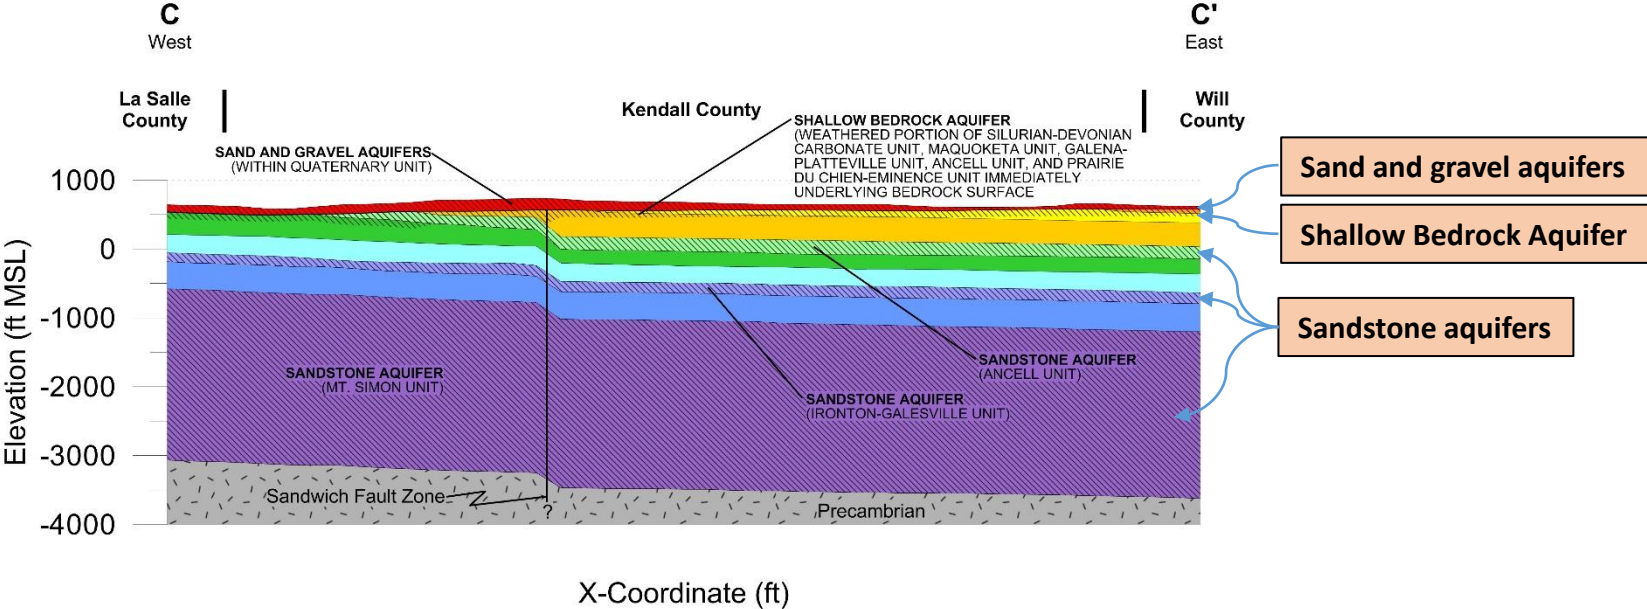 C
West
C'
East
La Salle
County
Kendall County
Will
County
SAND AND GRAVEL AQUIFERS
(WITHIN QUATERNARY UNIT)
SHALLOW BEDROCK AQUIFER
(WEATHERED PORTION OF SILURIAN-DEVONIAN
CARBONATE UNIT, MAQUOKETA UNIT, GALENA-
PLATTEVILLE UNIT, ANCELL UNIT, AND PRAIRIE
DU CHIEN-EMINENCE UNIT IMMEDIATELY
UNDERLYING BEDROCK SURFACE
Sand and gravel aquifers
Shallow Bedrock Aquifer
Sandstone aquifers
Elevation (ft MSL)
1000
0
-1000
-2000
-3000
-4000
SANDSTONE AQUIFER
(MT. SIMON UNIT)
SANDSTONE AQUIFER
(ANCELL UNIT)
SANDSTONE AQUIFER
(IRONTON-GALESVILLE UNIT)
Sandwich Fault Zone
?
Precambrian
X-Coordinate (ft)